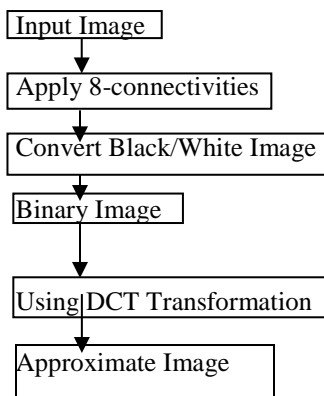 Input Image
Apply 8-connectivities
Convert Black/White Image
Binary Image
Using DCT Transformation
Approximate Image